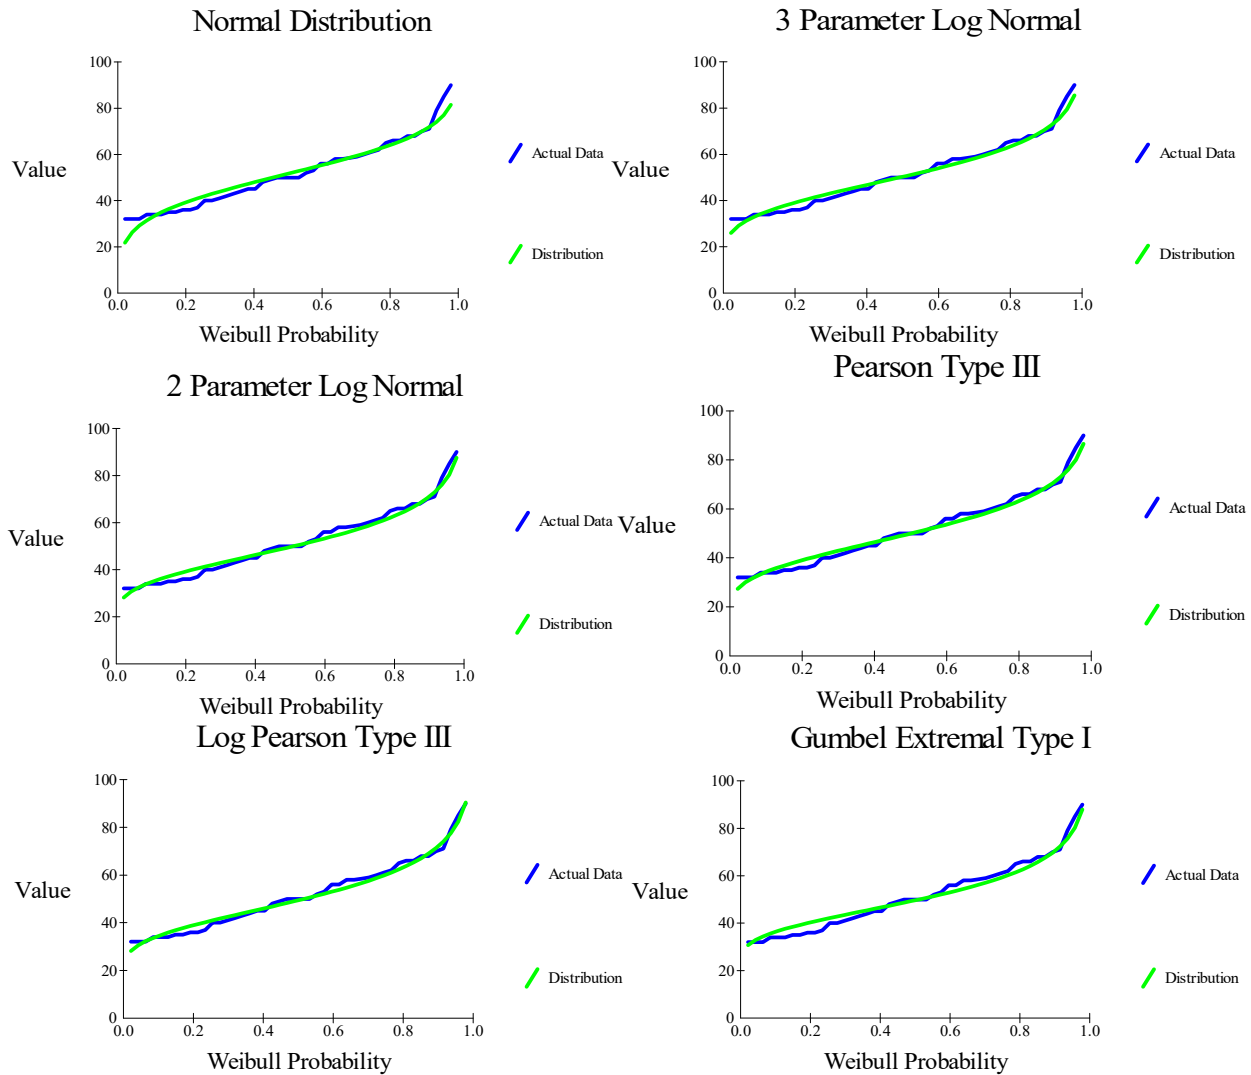 Normal Distribution
100
80
60
40
20
0
Value
0.0 0.2 0.4 0.6 0.8 1.0
Weibull Probability
Actual Data
Distribution
3 Parameter Log Normal
100
80
60
40
20
0
Value
0.0 0.2 0.4 0.6 0.8 1.0
Weibull Probability
Actual Data
Distribution
2 Parameter Log Normal
100
80
60
40
20
0
Value
0.0 0.2 0.4 0.6 0.8 1.0
Weibull Probability
Actual Data
Distribution
Pearson Type III
100
80
60
40
20
0
Value
0.0 0.2 0.4 0.6 0.8 1.0
Weibull Probability
Actual Data
Distribution
Log Pearson Type III
100
80
60
40
20
0
Value
0.0 0.2 0.4 0.6 0.8 1.0
Weibull Probability
Actual Data
Distribution
Gumbel Extremal Type I
100
80
60
40
20
0
Value
0.0 0.2 0.4 0.6 0.8 1.0
Weibull Probability
Actual Data
Distribution